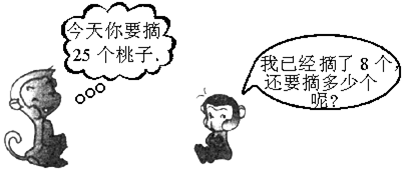 今天你要摘
25 个桃子.
我已经摘了 8 个,
还要摘多少个
呢?